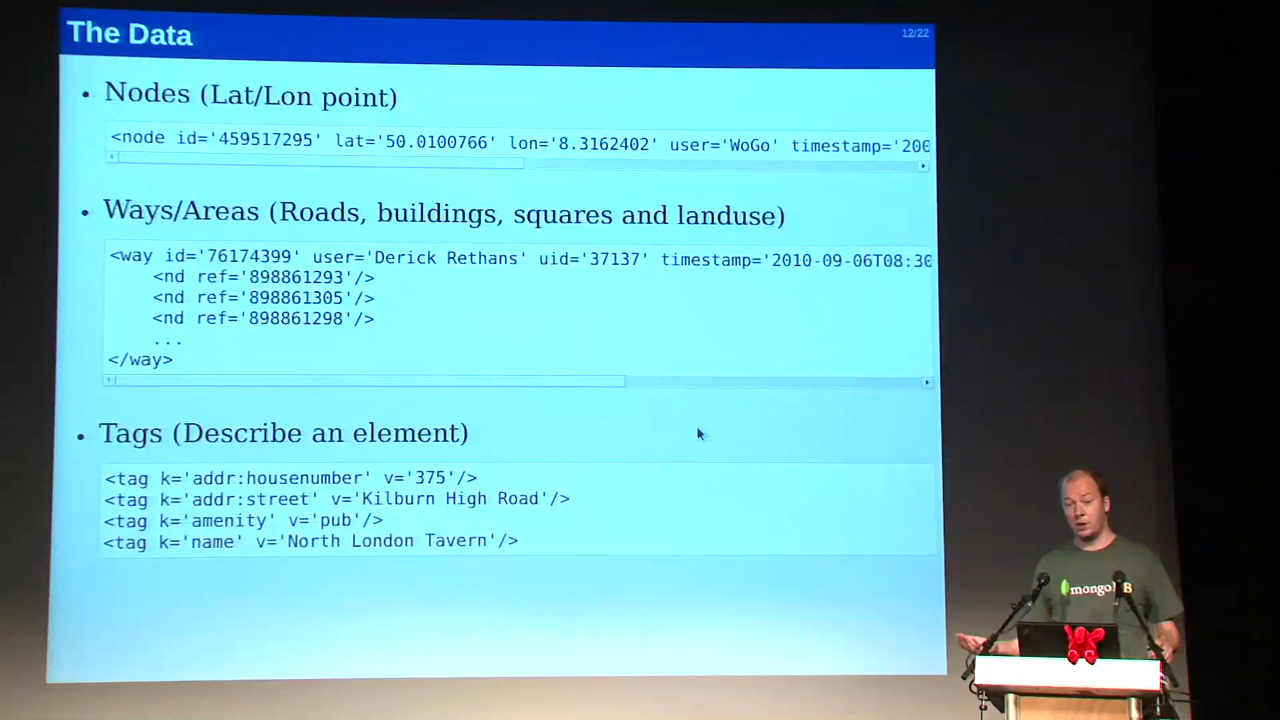 The Data
12/22
• Nodes (Lat/Lon point)
<node id='459517295' lat='50.0100766' lon='8.3162402' user='WoGo' timestamp='200
• Ways/Areas (Roads, buildings, squares and landuse)
<way id='76174399' user='Derick Rethans' uid='37137' timestamp='2010-09-06T08:30
<nd ref='898861293'/>
<nd ref='898861305'/>
<nd ref='898861298'/>
...
</way>
• Tags (Describe an element)
<tag k='addr:housenumber' v='375'/>
<tag k='addr:street' v='Kilburn High Road'/>
<tag k='amenity' v='pub'/>
<tag k='name' v='North London Tavern'/>
mongoDB